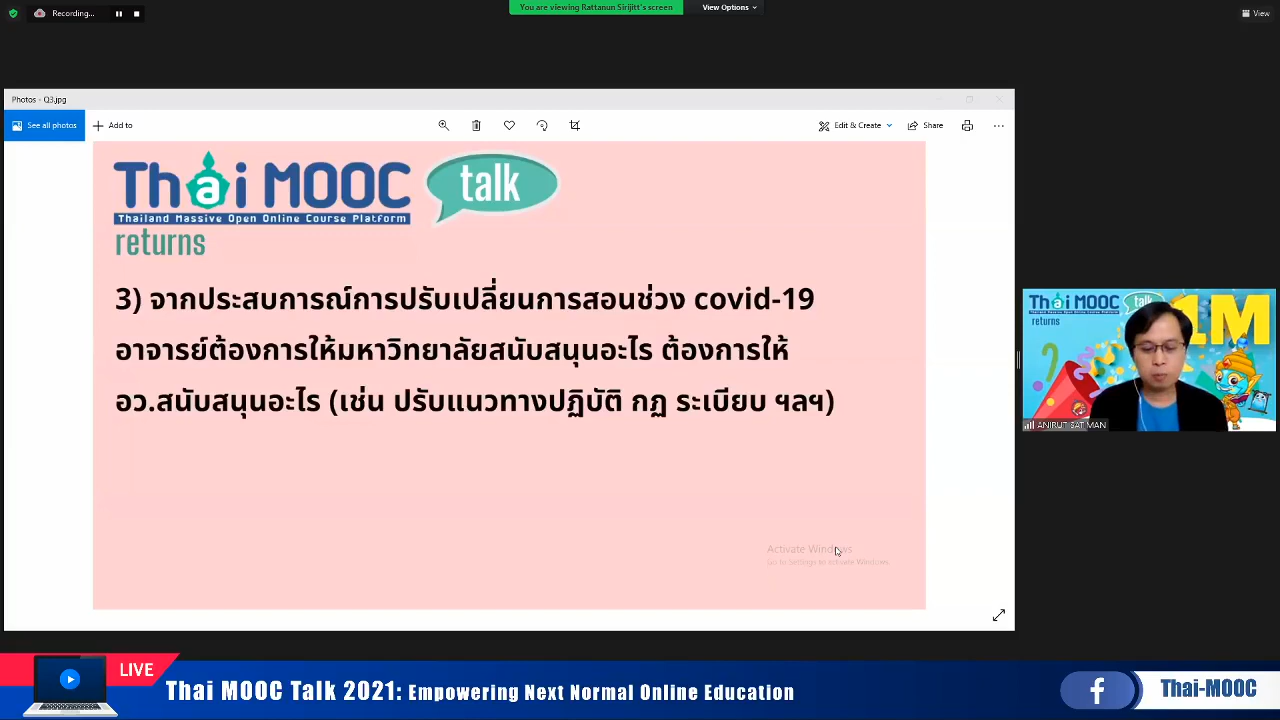 Recording...
You are viewing Rattanun Sirijitt's screen
View Options
View
Photos - Q3.jpg
See all photos
Add to
Edit & Create
Share
Thai MOOC talk
Thailand Massive Open Online Course Platform
returns
3) จากประสบการณ์การปรับเปลี่ยนการสอนช่วง covid-19
อาจารย์ต้องการให้มหาวิทยาลัยสนับสนุนอะไร ต้องการให้
อว.สนับสนุนอะไร (เช่น ปรับแนวทางปฏิบัติ กฏ ระเบียบ ฯลฯ)
Activate Windows
Go to Settings to activate Windows.
Thai MOOC talk
returns
1M
ANIRUT SATIMAN
LIVE
Thai MOOC Talk 2021: Empowering Next Normal Online Education
Thai-MOOC